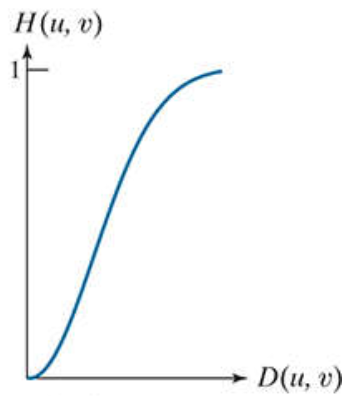 H(u, v)
1
D(u, v)